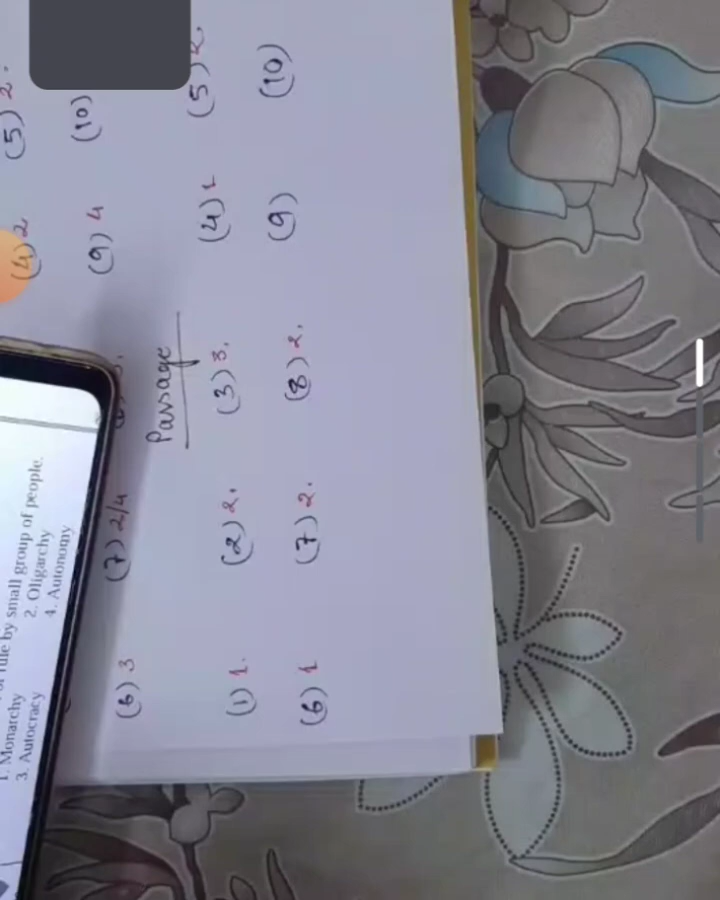 (4) 2 (5) 2.
(6) 3 (7) 2/4 (9) 4 (10)
Passage
(1) 1. (2) 2. (3) 3. (4) 1 (5) 2.
(6) 1 (7) 2. (8) 2. (9) (10)
rule by small group of people.
1. Monarchy 2. Oligarchy
3. Autocracy 4. Autonomy